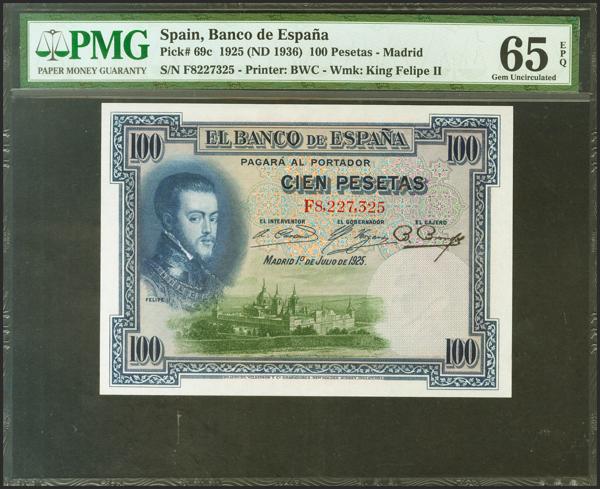 PMG
PAPER MONEY GUARANTY
Spain, Banco de España
Pick# 69c 1925 (ND 1936) 100 Pesetas - Madrid
S/N F8227325 - Printer: BWC - Wmk: King Felipe II
65 EPQ
Gem Uncirculated
100 EL BANCO DE ESPAÑA 100
PAGARÁ AL PORTADOR
CIEN PESETAS
F8,227,325
EL INTERVENTOR EL GOBERNADOR EL CAJERO
MADRID 1º DE JULIO DE 1925.
FELIPE II
100 100